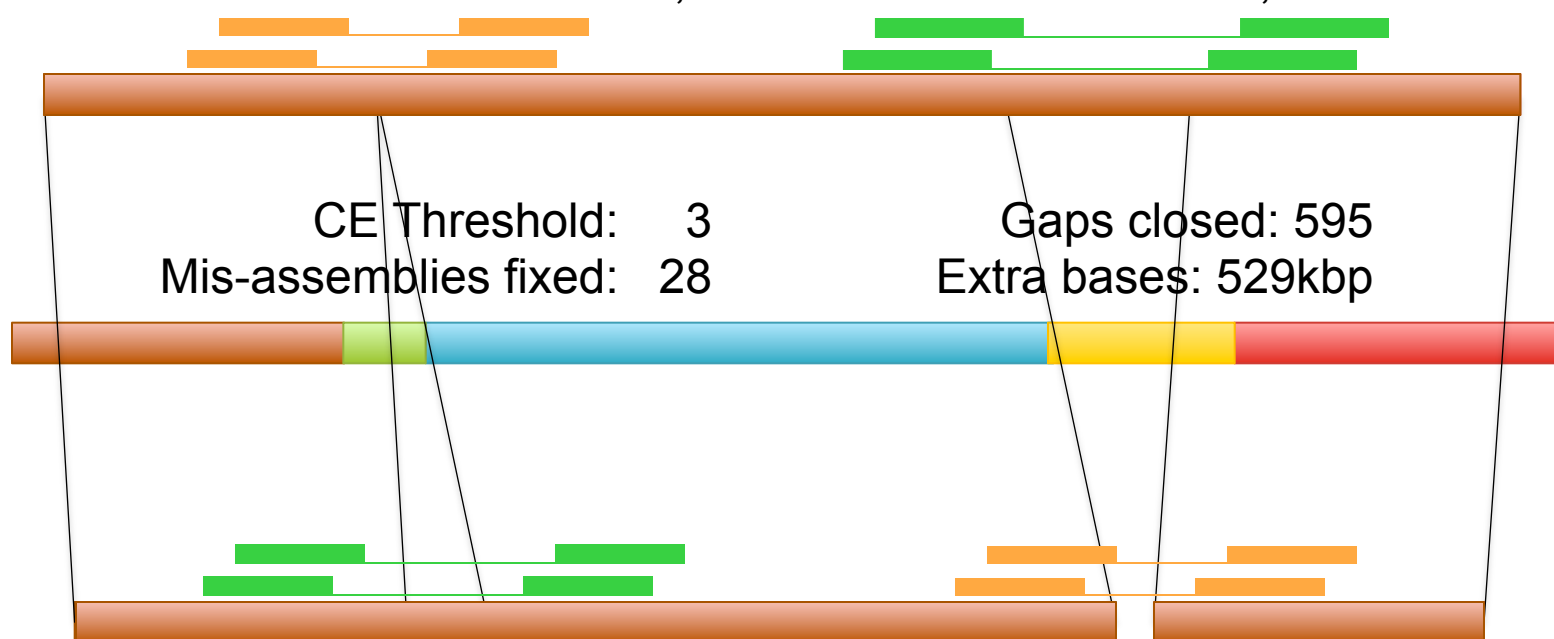 CE Threshold: 3
Gaps closed: 595
Mis-assemblies fixed: 28
Extra bases: 529kbp